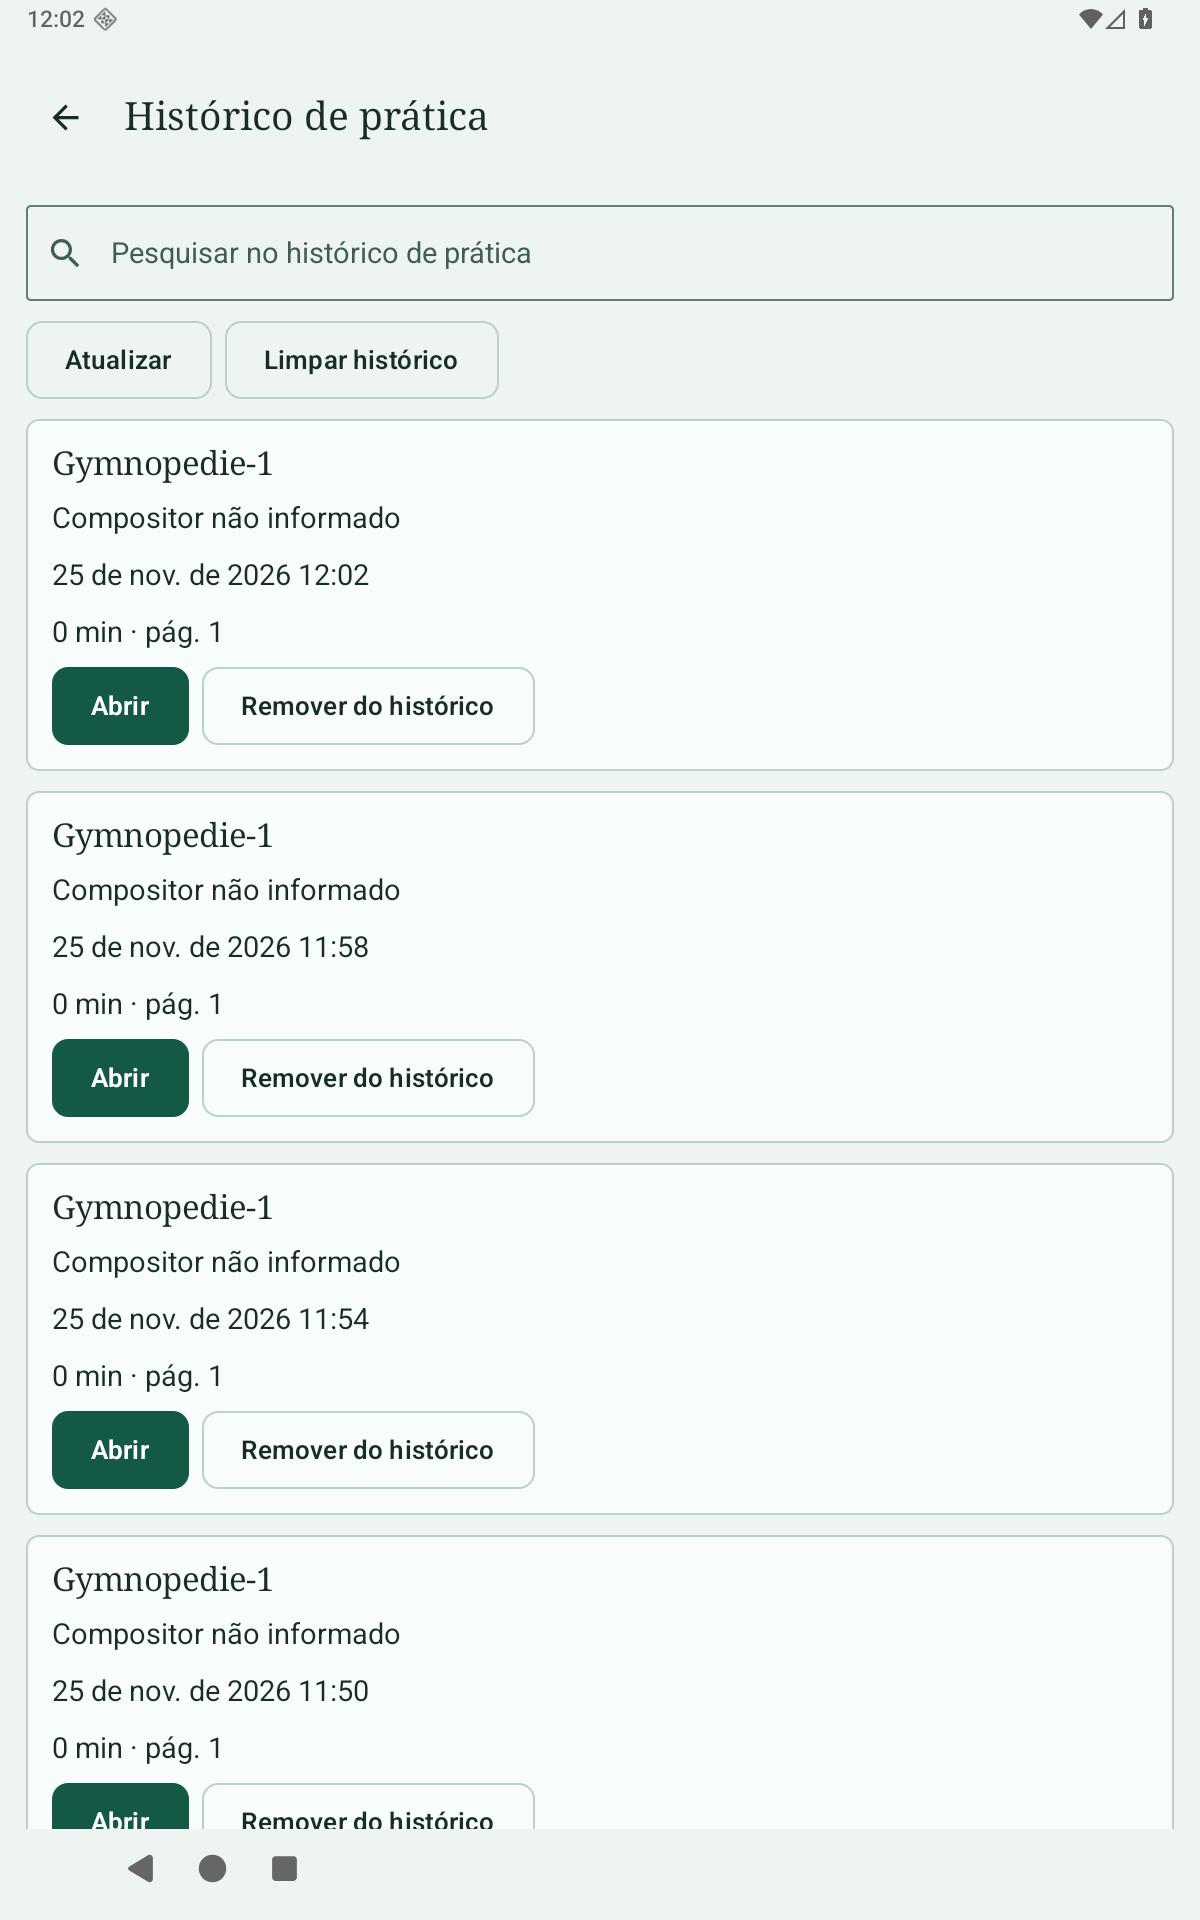 12:02
Histórico de prática
Pesquisar no histórico de prática
Atualizar
Limpar histórico
Gymnopedie-1
Compositor não informado
25 de nov. de 2026 12:02
0 min · pág. 1
Abrir
Remover do histórico
Gymnopedie-1
Compositor não informado
25 de nov. de 2026 11:58
0 min · pág. 1
Abrir
Remover do histórico
Gymnopedie-1
Compositor não informado
25 de nov. de 2026 11:54
0 min · pág. 1
Abrir
Remover do histórico
Gymnopedie-1
Compositor não informado
25 de nov. de 2026 11:50
0 min · pág. 1
Abrir
Remover do histórico